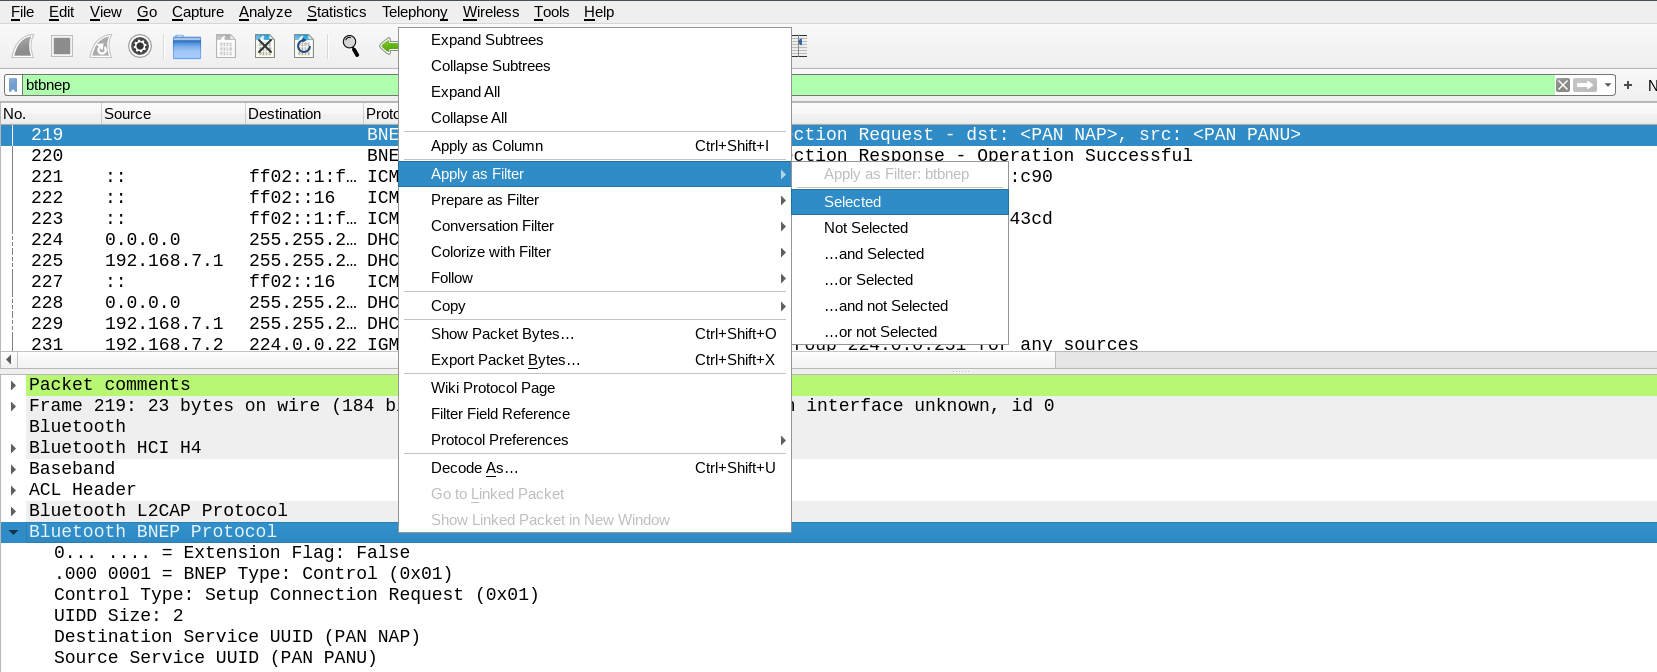 File Edit View Go Capture Analyze Statistics Telephony Wireless Tools Help
btbnep
No. Source Destination
219 BNE ction Request - dst: <PAN NAP>, src: <PAN PANU>
220 BNE ction Response - Operation Successful
221 :: ff02::1:f… ICM :c90
222 :: ff02::16 ICM
223 :: ff02::1:f… ICM 43cd
224 0.0.0.0 255.255.2… DHC
225 192.168.7.1 255.255.2… DHC
227 :: ff02::16 ICM
228 0.0.0.0 255.255.2… DHC
229 192.168.7.1 255.255.2… DHC
231 192.168.7.2 224.0.0.22 IGM roup 224.0.0.251 for any sources
Expand Subtrees
Collapse Subtrees
Expand All
Collapse All
Apply as Column Ctrl+Shift+I
Apply as Filter
Prepare as Filter
Conversation Filter
Colorize with Filter
Follow
Copy
Show Packet Bytes… Ctrl+Shift+O
Export Packet Bytes… Ctrl+Shift+X
Wiki Protocol Page
Filter Field Reference
Protocol Preferences
Decode As… Ctrl+Shift+U
Go to Linked Packet
Show Linked Packet in New Window
Apply as Filter: btbnep
Selected
Not Selected
…and Selected
…or Selected
…and not Selected
…or not Selected
Packet comments
Frame 219: 23 bytes on wire (184 b interface unknown, id 0
Bluetooth
Bluetooth HCI H4
Baseband
ACL Header
Bluetooth L2CAP Protocol
Bluetooth BNEP Protocol
0... .... = Extension Flag: False
.000 0001 = BNEP Type: Control (0x01)
Control Type: Setup Connection Request (0x01)
UIDD Size: 2
Destination Service UUID (PAN NAP)
Source Service UUID (PAN PANU)